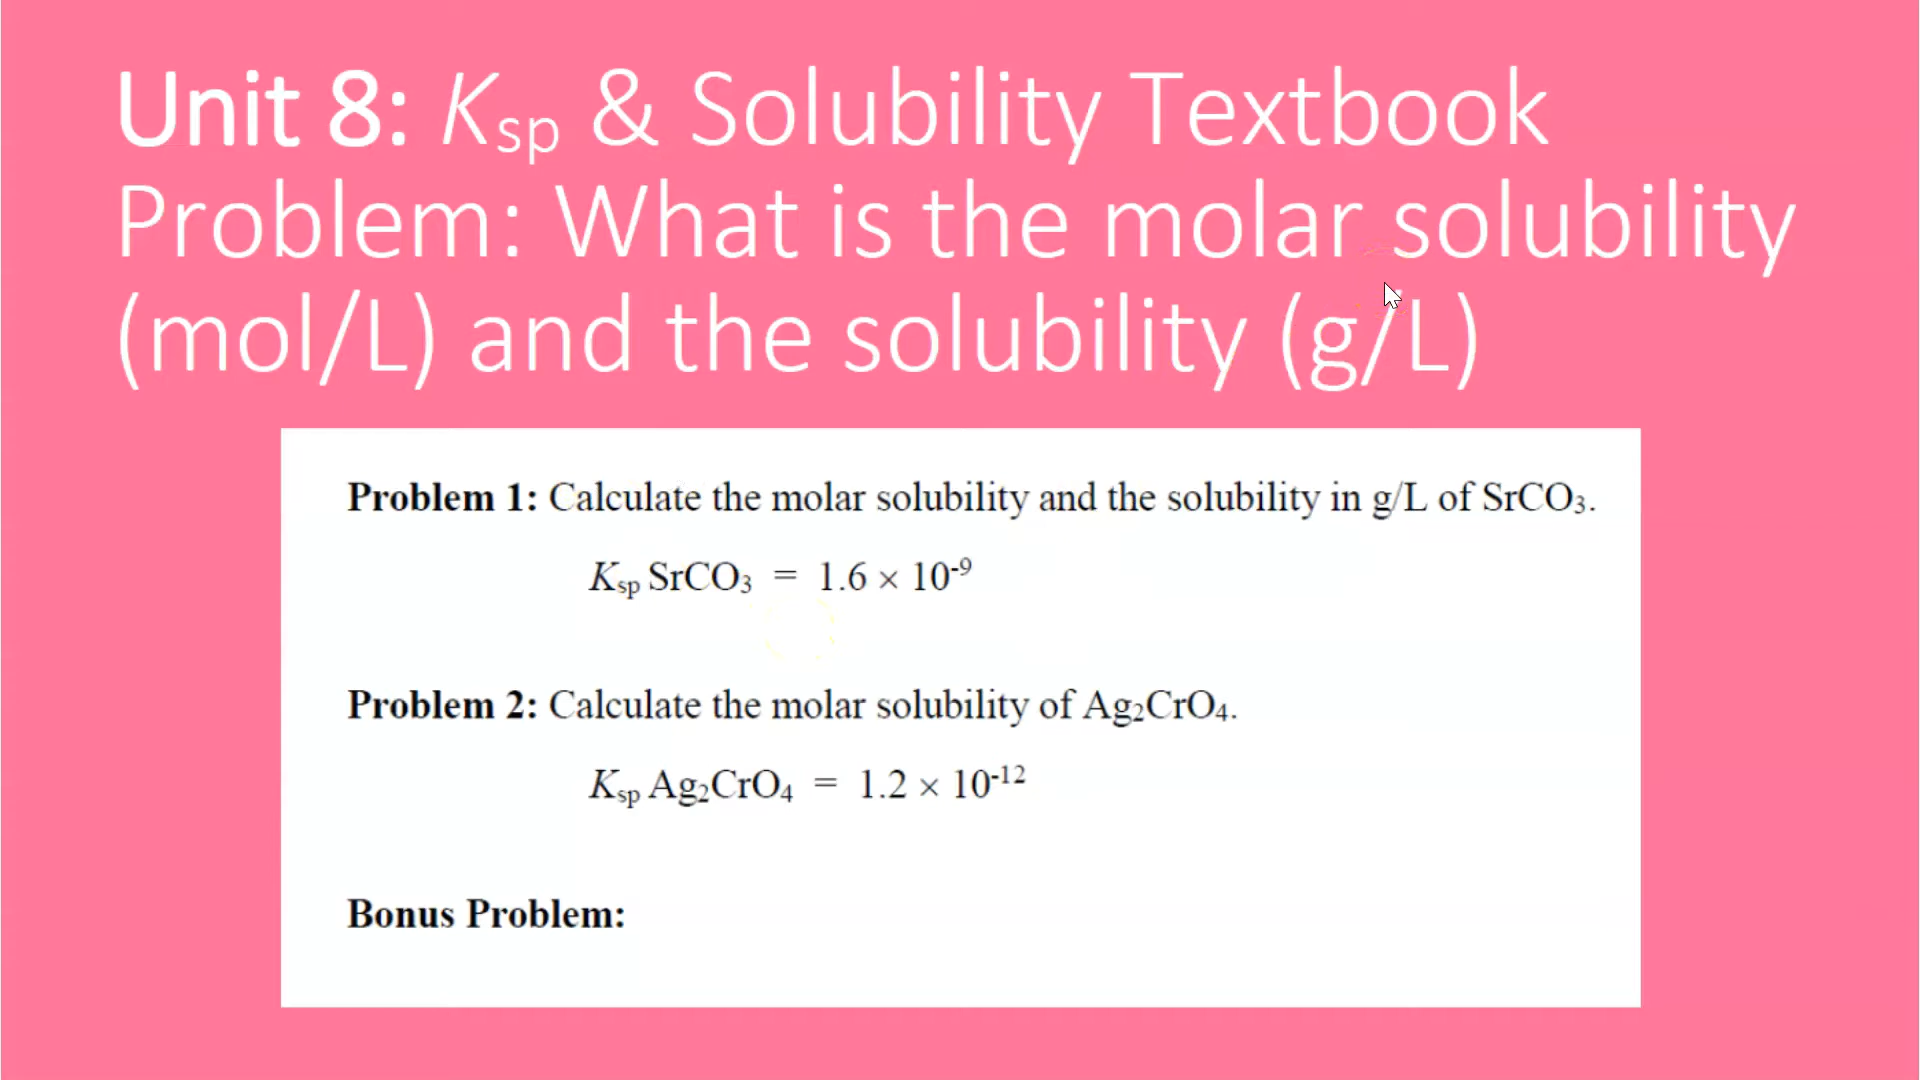 Unit 8: Ksp & Solubility Textbook
Problem: What is the molar solubility
(mol/L) and the solubility (g/L)
Problem 1: Calculate the molar solubility and the solubility in g/L of SrCO₃.
Ksp SrCO₃ = 1.6 × 10⁻⁹
Problem 2: Calculate the molar solubility of Ag₂CrO₄.
Ksp Ag₂CrO₄ = 1.2 × 10⁻¹²
Bonus Problem: